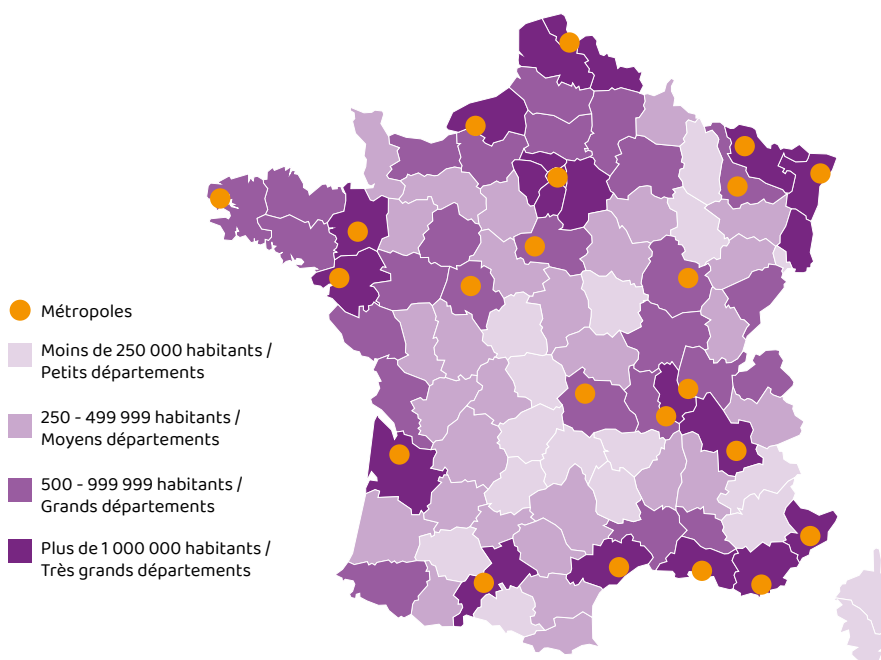 Métropoles
Moins de 250 000 habitants /
Petits départements
250 - 499 999 habitants /
Moyens départements
500 - 999 999 habitants /
Grands départements
Plus de 1 000 000 habitants /
Très grands départements